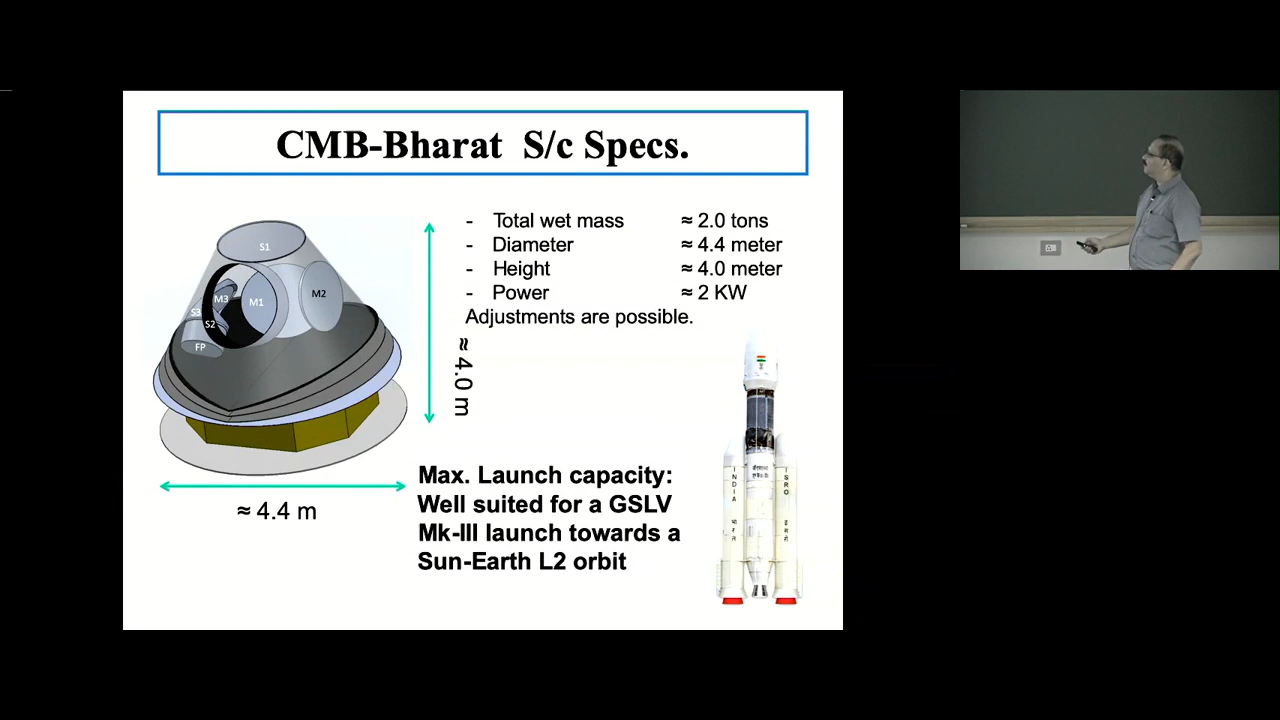 CMB-Bharat S/c Specs.
- Total wet mass ≈ 2.0 tons
- Diameter ≈ 4.4 meter
- Height ≈ 4.0 meter
- Power ≈ 2 KW
Adjustments are possible.
S1
M2
M3
M1
S3
S2
FP
≈ 4.0 m
≈ 4.4 m
Max. Launch capacity:
Well suited for a GSLV
Mk-III launch towards a
Sun-Earth L2 orbit
INDIA
ISRO